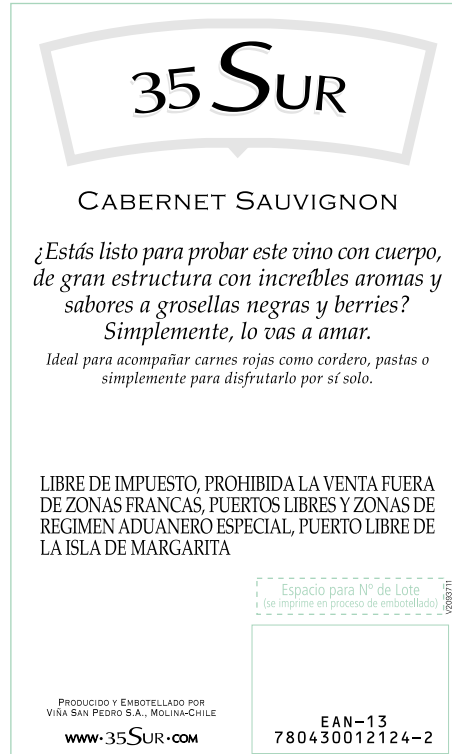 35 SUR
CABERNET SAUVIGNON
¿Estás listo para probar este vino con cuerpo,
de gran estructura con increíbles aromas y
sabores a grosellas negras y berries?
Simplemente, lo vas a amar.
Ideal para acompañar carnes rojas como cordero, pastas o
simplemente para disfrutarlo por sí solo.
LIBRE DE IMPUESTO, PROHIBIDA LA VENTA FUERA
DE ZONAS FRANCAS, PUERTOS LIBRES Y ZONAS DE
REGIMEN ADUANERO ESPECIAL, PUERTO LIBRE DE
LA ISLA DE MARGARITA
Espacio para Nº de Lote
(se imprime en proceso de embotellado)
V2093711
PRODUCIDO Y EMBOTELLADO POR
VIÑA SAN PEDRO S.A., MOLINA-CHILE
WWW·35SUR·COM
EAN-13
780430012124-2